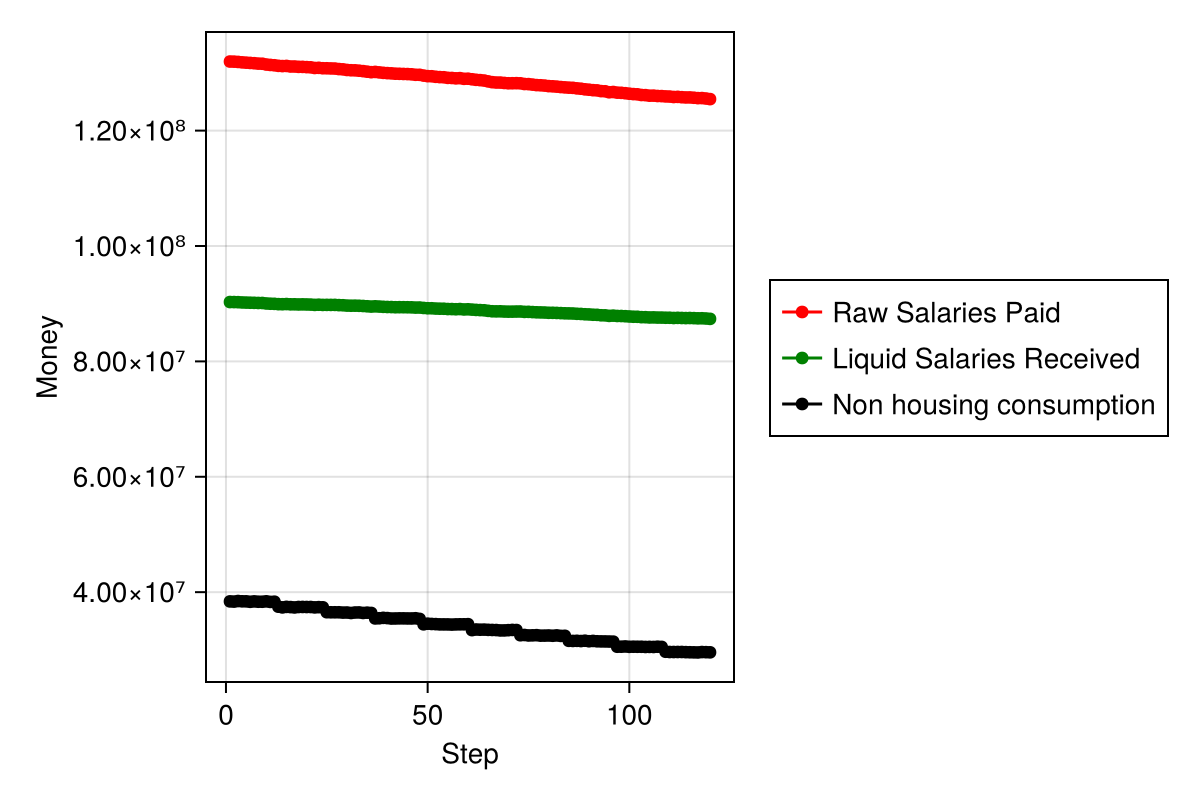 1.20×10⁸
1.00×10⁸
8.00×10⁷
6.00×10⁷
4.00×10⁷
Money
0 50 100
Step
Raw Salaries Paid
Liquid Salaries Received
Non housing consumption